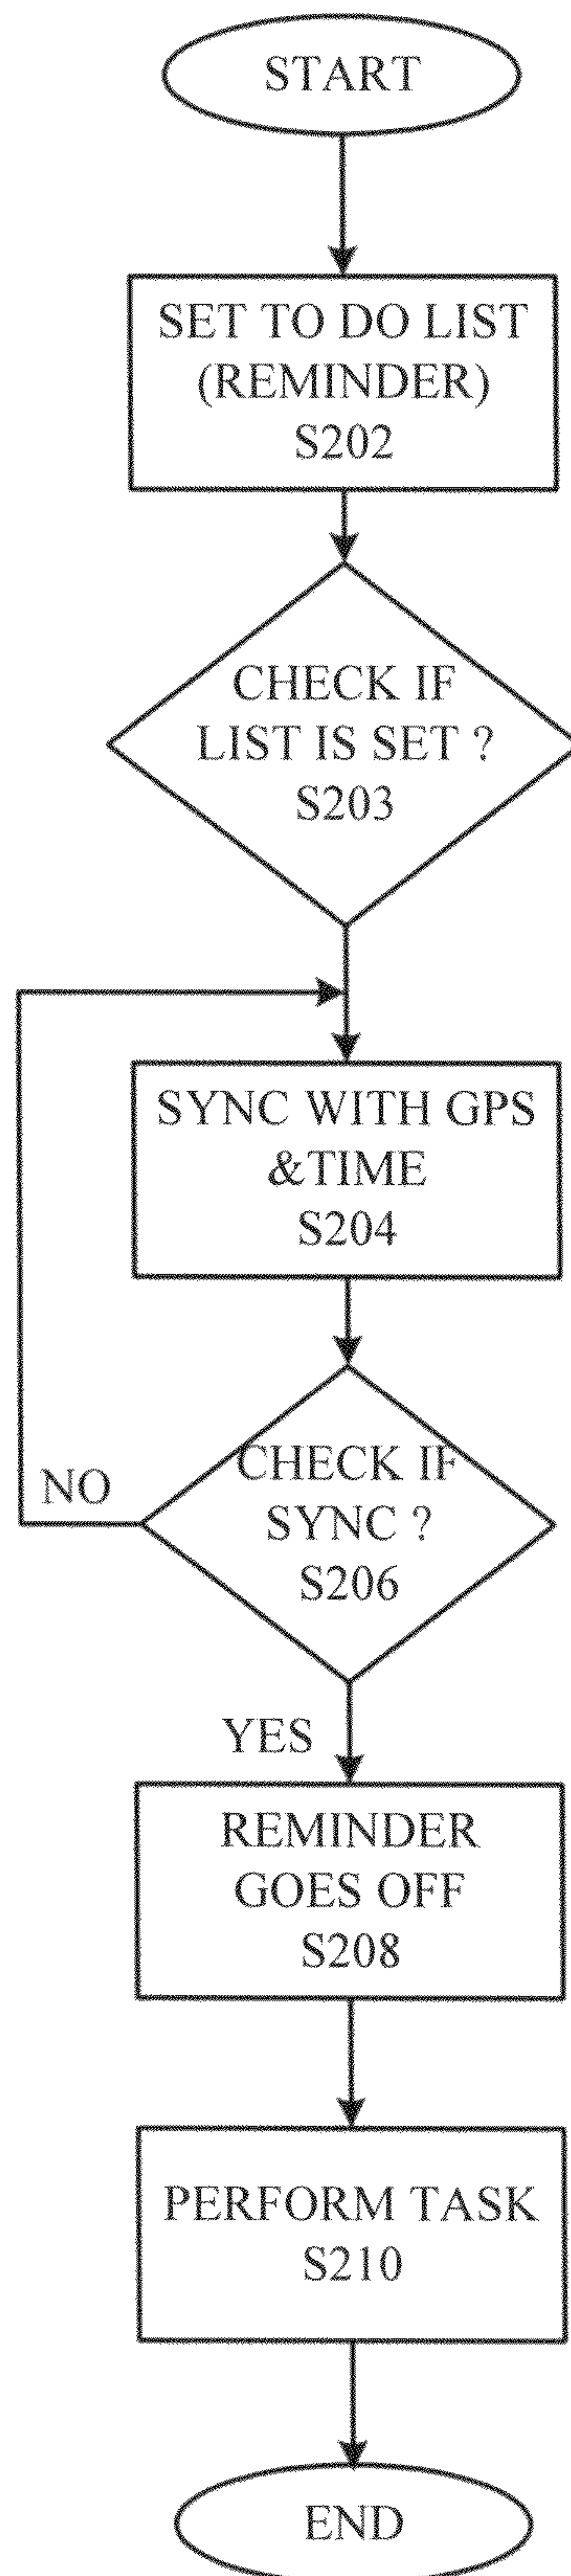 START
SET TO DO LIST
(REMINDER)
S202
CHECK IF
LIST IS SET ?
S203
SYNC WITH GPS
&TIME
S204
CHECK IF
SYNC ?
S206
NO
YES
REMINDER
GOES OFF
S208
PERFORM TASK
S210
END